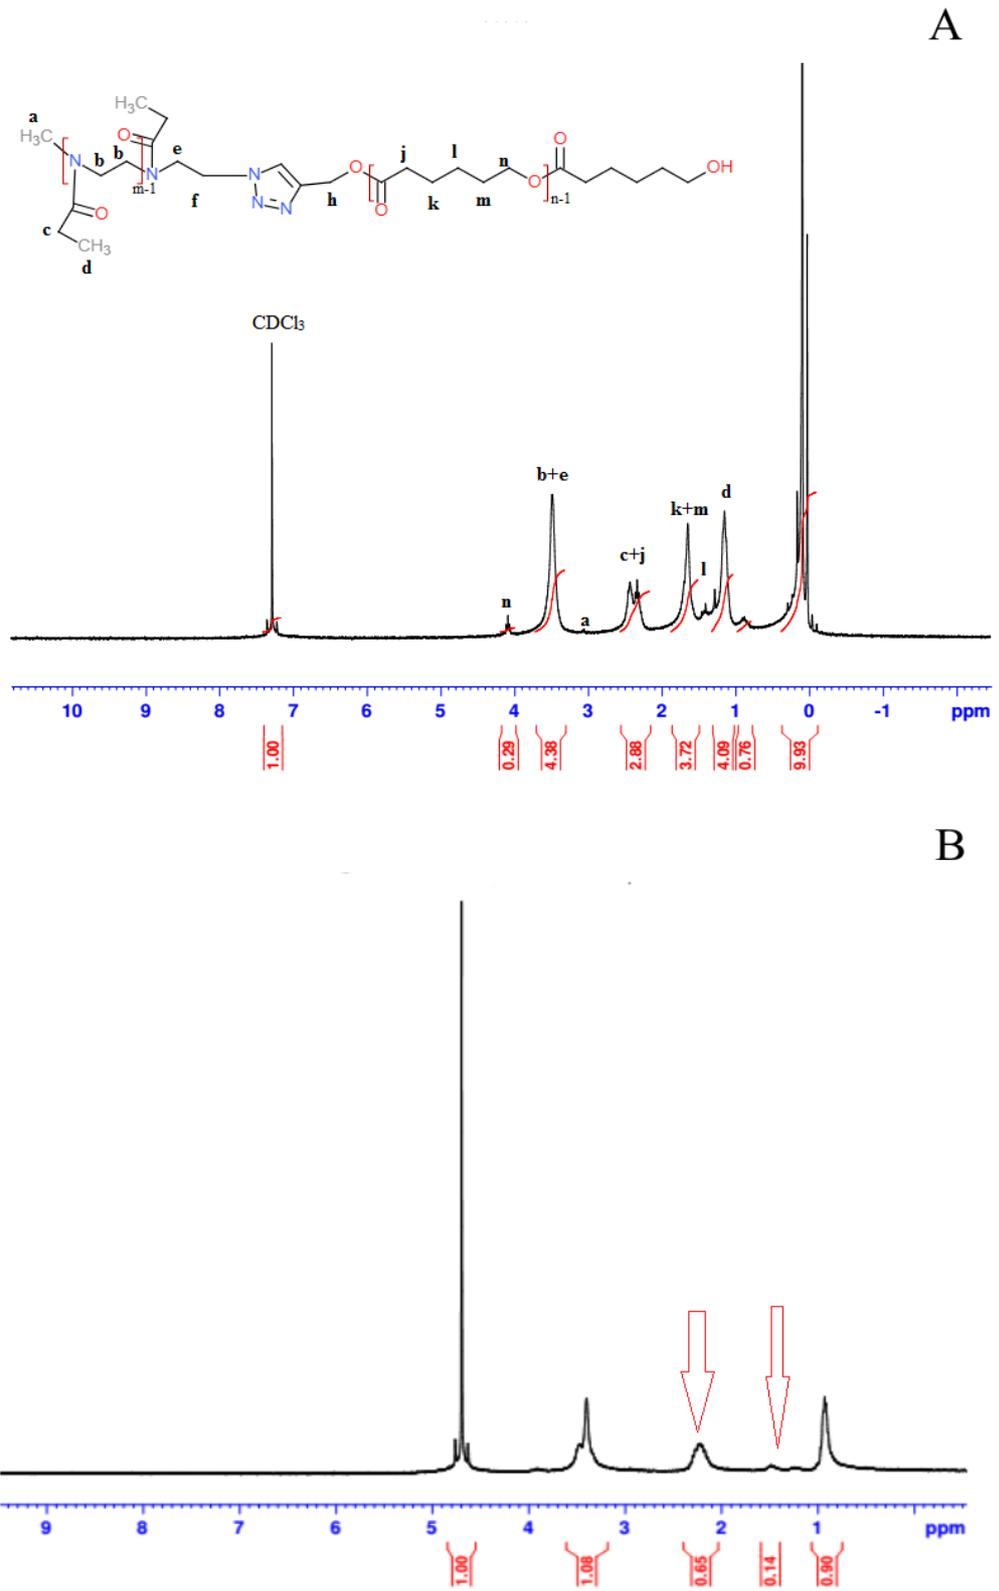 A
H₃C
a
O
e
H₃C
b b
N
N
m-1
f
N
N=N
h
O
j
l
n
O
O
k
m
O
n-1
O
OH
c
O
CH₃
d
CDCl₃
b+e
d
k+m
c+j
l
n
a
10 9 8 7 6 5 4 3 2 1 0 -1 ppm
1.00 0.29 4.38 2.88 3.72 4.09 0.76 9.93
B
9 8 7 6 5 4 3 2 1 ppm
1.00 1.08 0.65 0.14 0.90